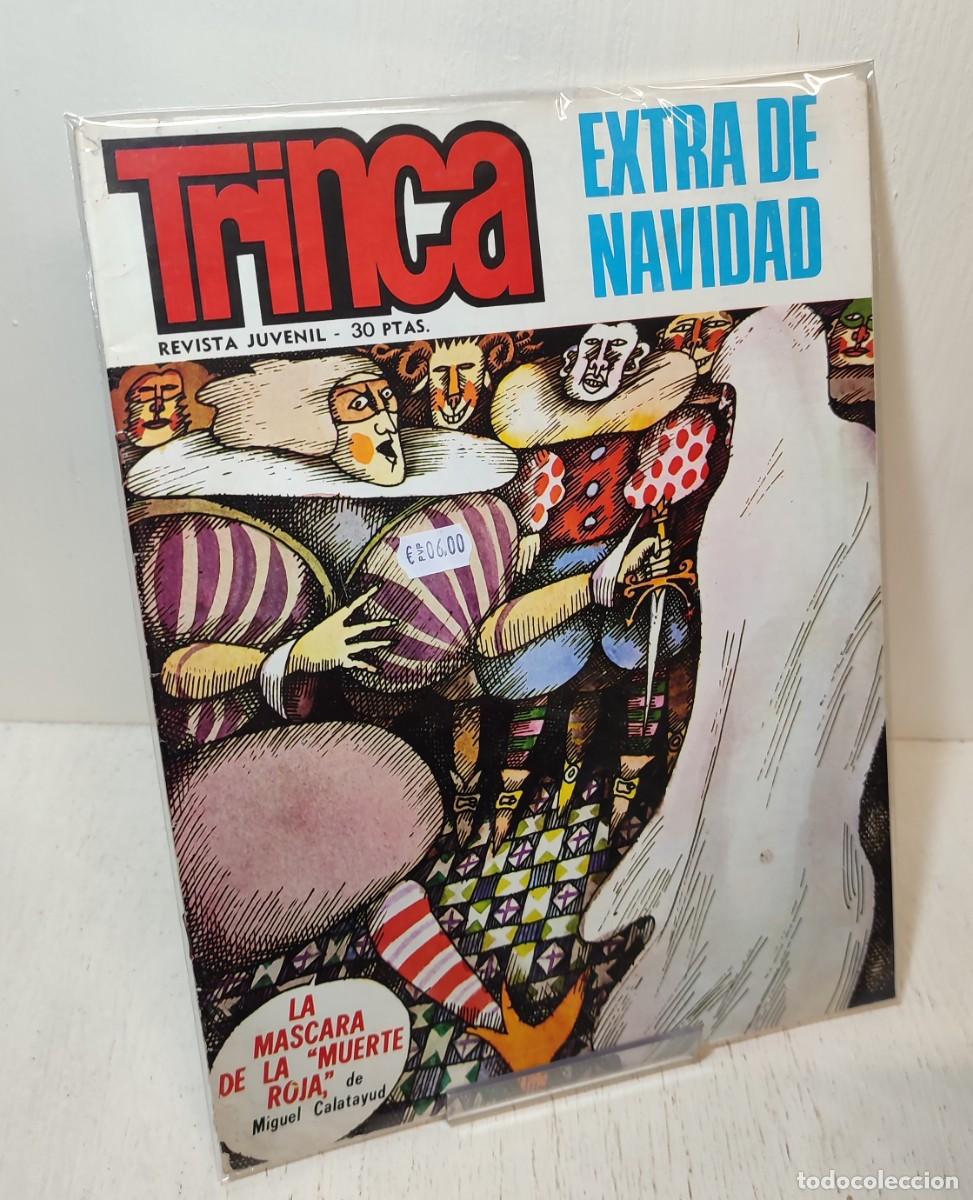 Trinca
EXTRA DE
NAVIDAD
REVISTA JUVENIL - 30 PTAS.
€ PVP 06.00
LA
MASCARA
DE LA "MUERTE
ROJA," de
Miguel Calatayud
todocoleccion